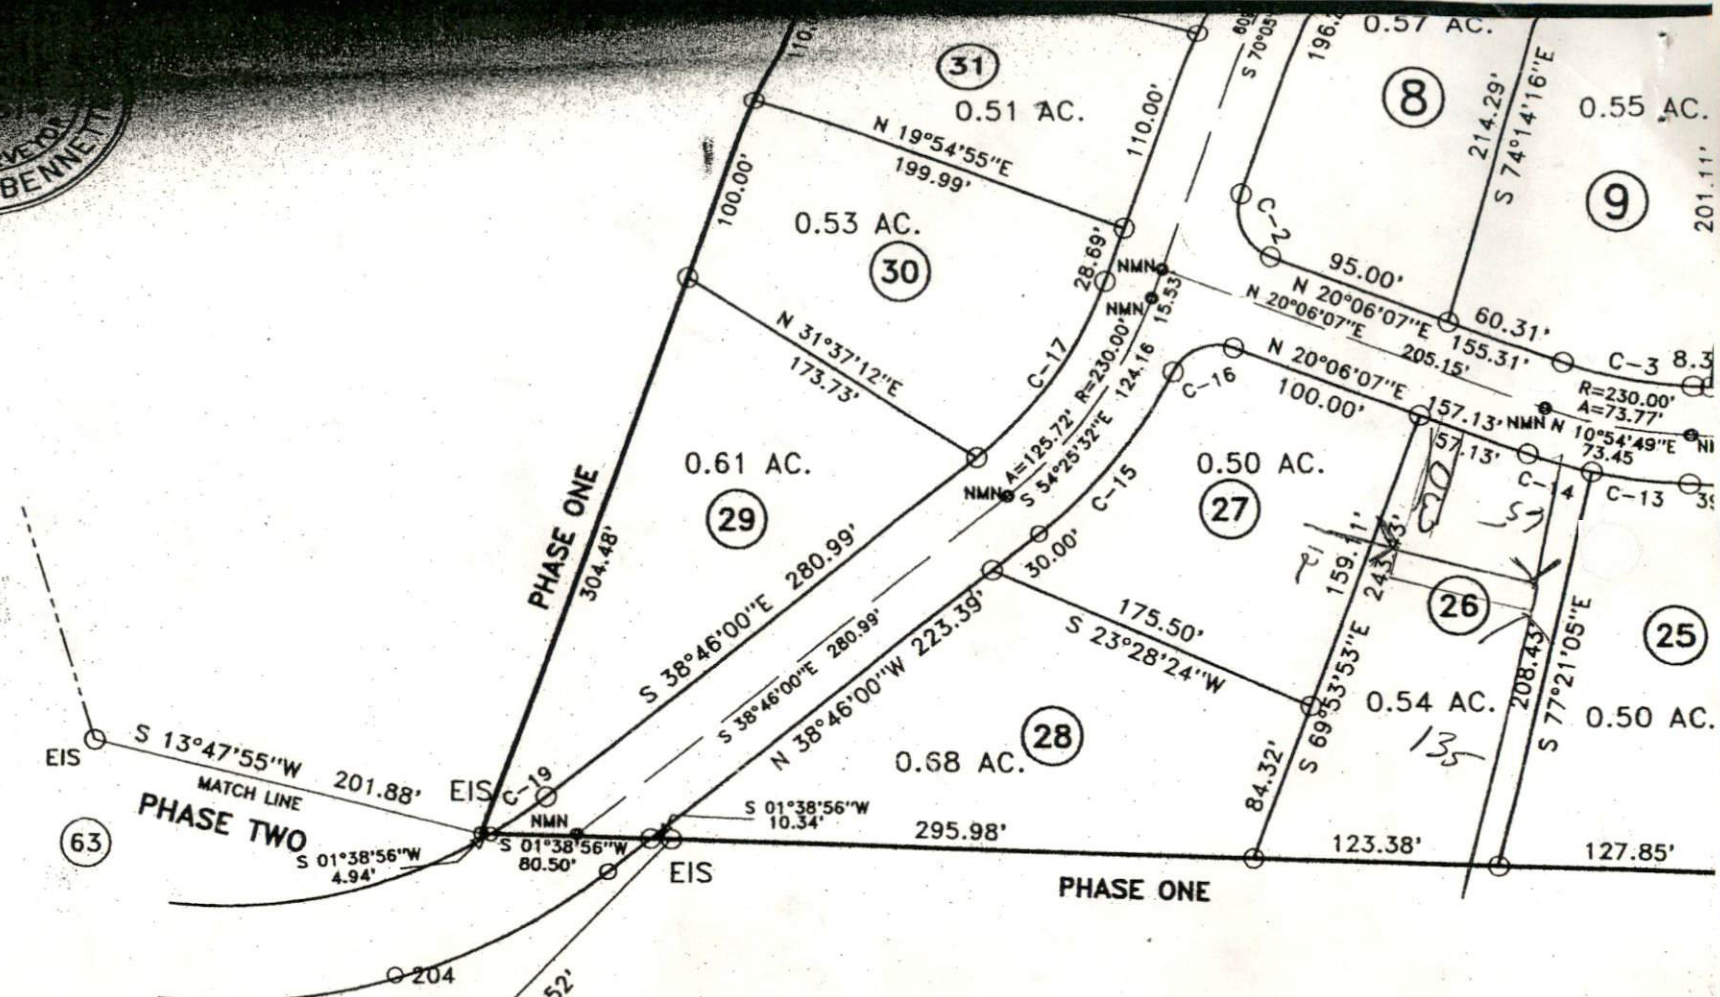 VEYOR
BENNETT
31
0.51 AC.
110.00'
N 19°54'55"E
199.99'
100.00'
0.53 AC.
30
28.69'
NMN
NMN
15.53'
S 70°05'
0.57 AC.
8
214.29'
S 74°14'16"E
0.55 AC.
9
201.11'
C-2
95.00'
N 20°06'07"E
N 20°06'07"E
60.31'
155.31'
205.15'
C-3
8.3
R=230.00'
A=73.77'
N 31°37'12"E
173.73'
C-17
R=230.00'
A=125.72'
124.16
S 54°25'32"E
NMN
C-16
N 20°06'07"E
100.00'
157.13'
57.13'
NMN
N 10°54'49"E
73.45
C-14
C-13
0.61 AC.
29
PHASE ONE
304.48'
C-15
30.00'
0.50 AC.
27
159.11'
243.43'
26
S 69°53'53"E
0.54 AC.
135
208.43'
S 77°21'05"E
25
0.50 AC.
175.50'
S 23°28'24"W
S 38°46'00"E 280.99'
S 38°46'00"E 280.99'
N 38°46'00"W 223.39'
28
0.68 AC.
84.32'
EIS
S 13°47'55"W 201.88'
MATCH LINE
PHASE TWO
63
EIS
C-19
NMN
S 01°38'56"W
4.94'
S 01°38'56"W
80.50'
S 01°38'56"W
10.34'
EIS
295.98'
123.38'
127.85'
PHASE ONE
204
52'